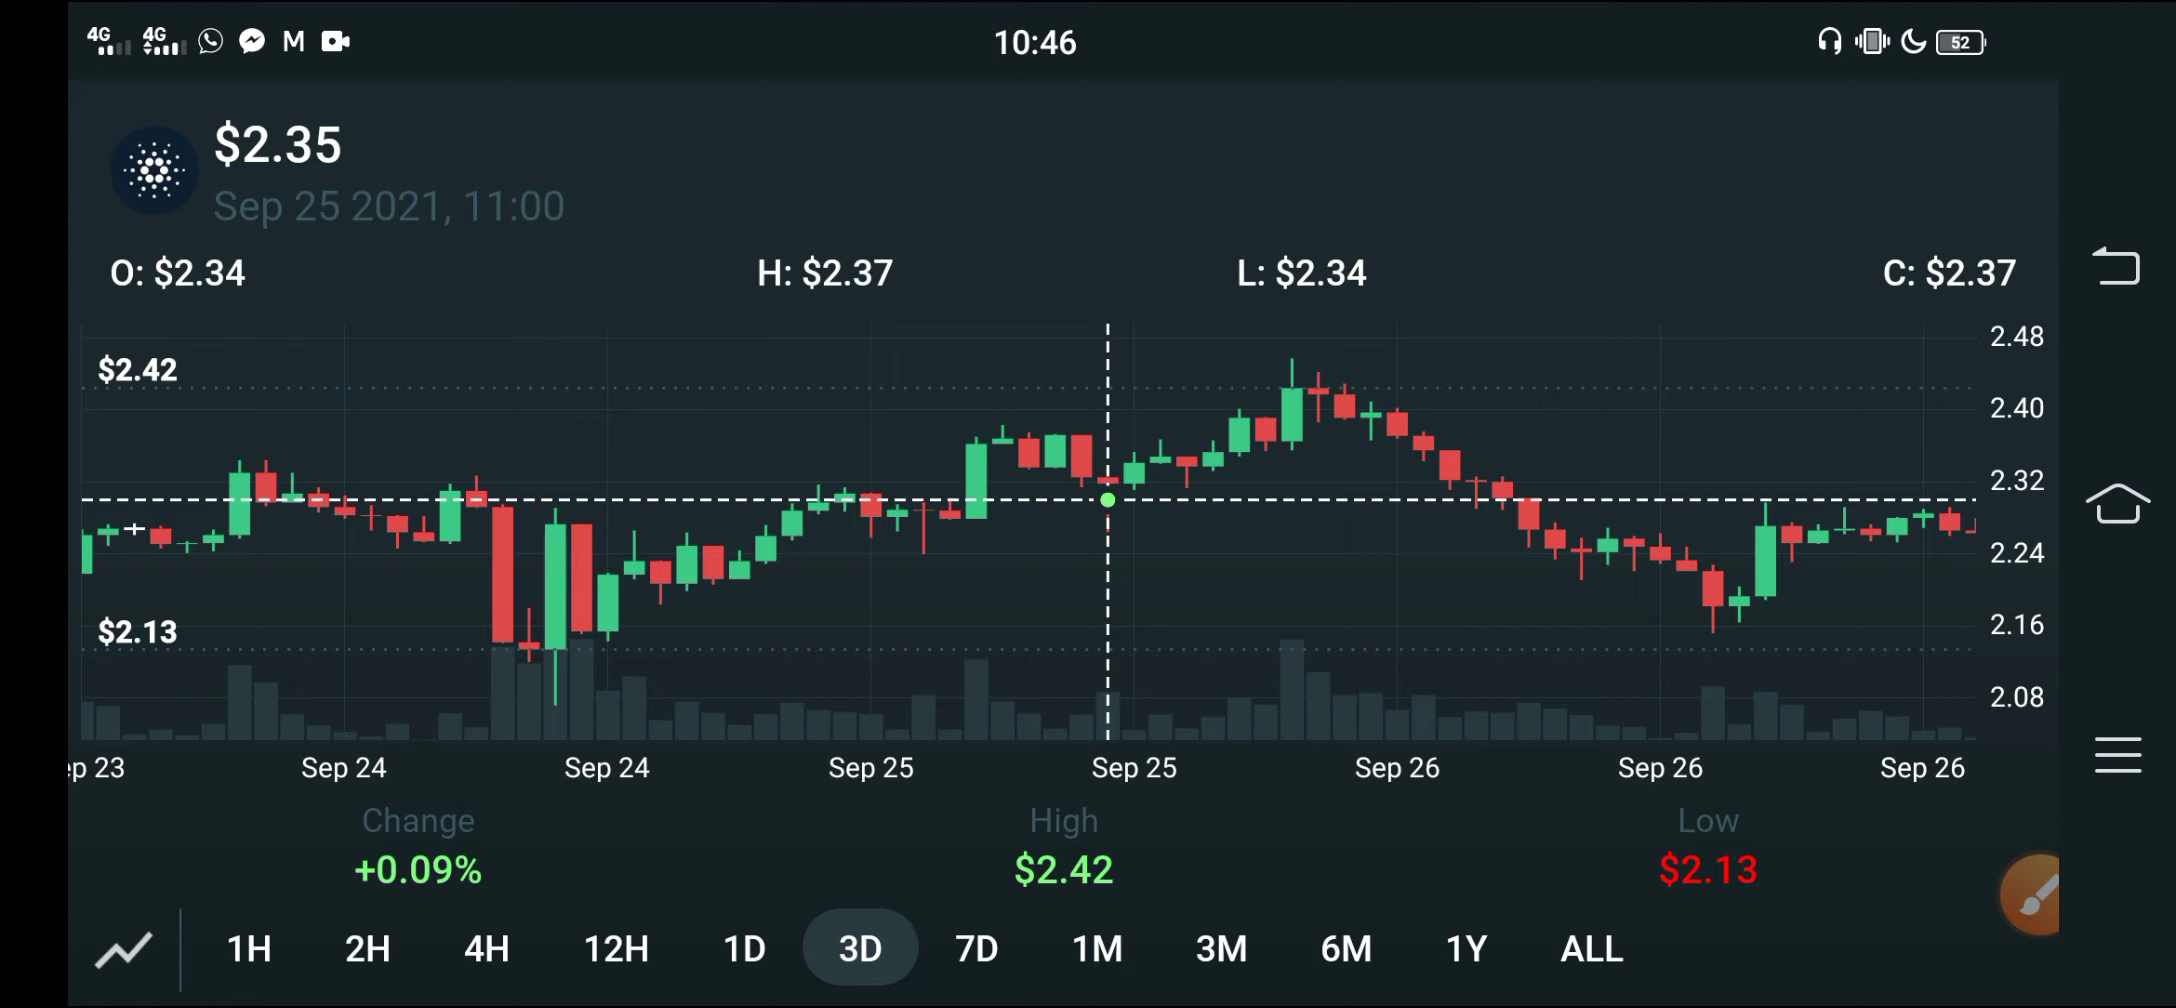 4G 4G M 10:46 52
$2.35
Sep 25 2021, 11:00
O: $2.34 H: $2.37 L: $2.34 C: $2.37
2.48
$2.42
2.40
2.32
2.24
$2.13
2.16
2.08
ep 23 Sep 24 Sep 24 Sep 25 Sep 25 Sep 26 Sep 26 Sep 26
Change High Low
+0.09% $2.42 $2.13
1H 2H 4H 12H 1D 3D 7D 1M 3M 6M 1Y ALL